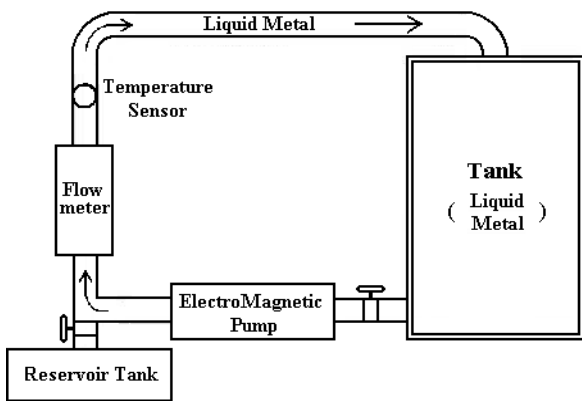 Liquid Metal
Temperature
Sensor
Flow
meter
Tank
( Liquid
Metal )
ElectroMagnetic
Pump
Reservoir Tank